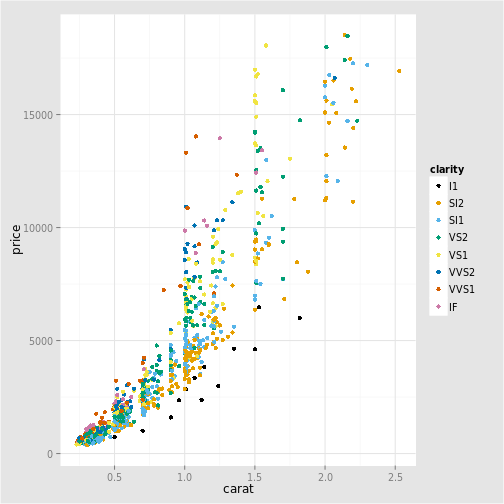 15000
10000
5000
0
price
0.5 1.0 1.5 2.0 2.5
carat
clarity
I1
SI2
SI1
VS2
VS1
VVS2
VVS1
IF